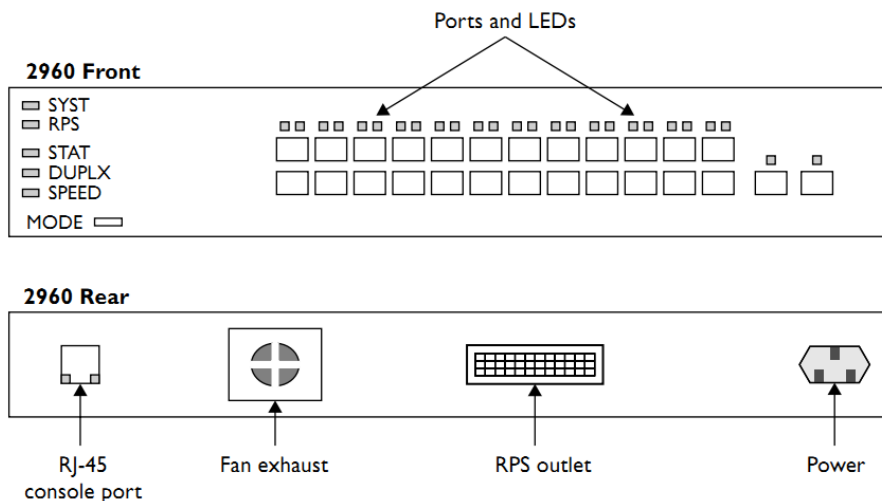 Ports and LEDs
2960 Front
SYST
RPS
STAT
DUPLX
SPEED
MODE
2960 Rear
RJ-45
console port
Fan exhaust
RPS outlet
Power